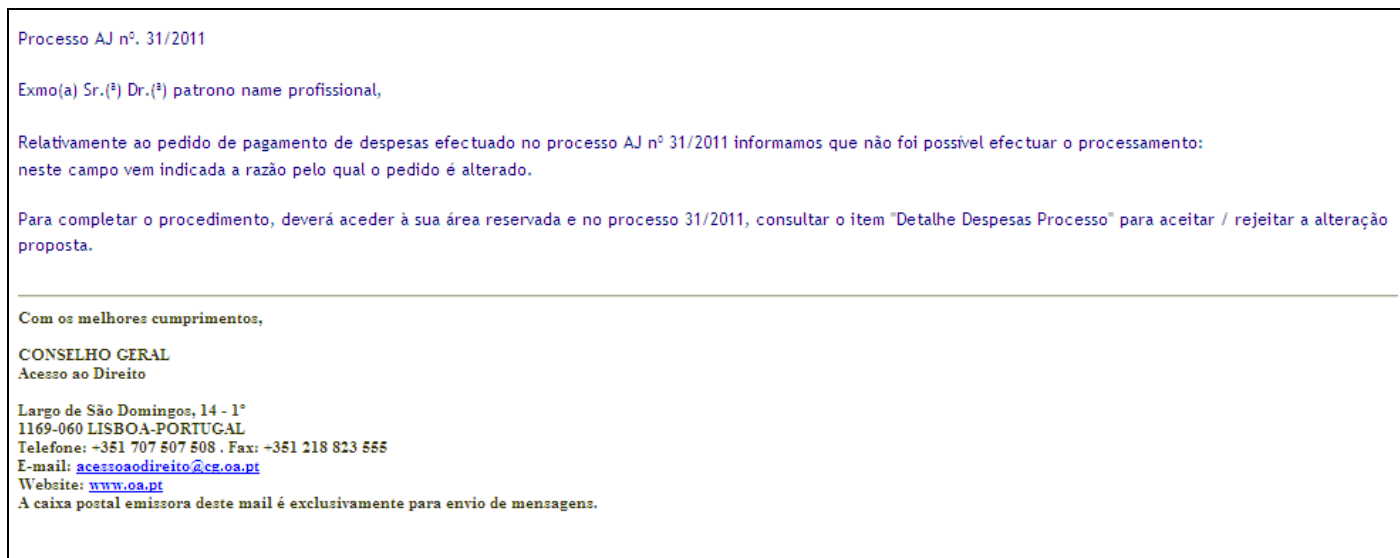 Processo AJ nº. 31/2011
Exmo(a) Sr.(ª) Dr.(ª) patrono name profissional,
Relativamente ao pedido de pagamento de despesas efectuado no processo AJ nº 31/2011 informamos que não foi possível efectuar o processamento:
neste campo vem indicada a razão pelo qual o pedido é alterado.
Para completar o procedimento, deverá aceder à sua área reservada e no processo 31/2011, consultar o item "Detalhe Despesas Processo" para aceitar / rejeitar a alteração
proposta.
Com os melhores cumprimentos,
CONSELHO GERAL
Acesso ao Direito
Largo de São Domingos, 14 - 1º
1169-060 LISBOA-PORTUGAL
Telefone: +351 707 507 508 . Fax: +351 218 823 555
E-mail: acessoaodireito@cg.oa.pt
Website: www.oa.pt
A caixa postal emissora deste mail é exclusivamente para envio de mensagens.